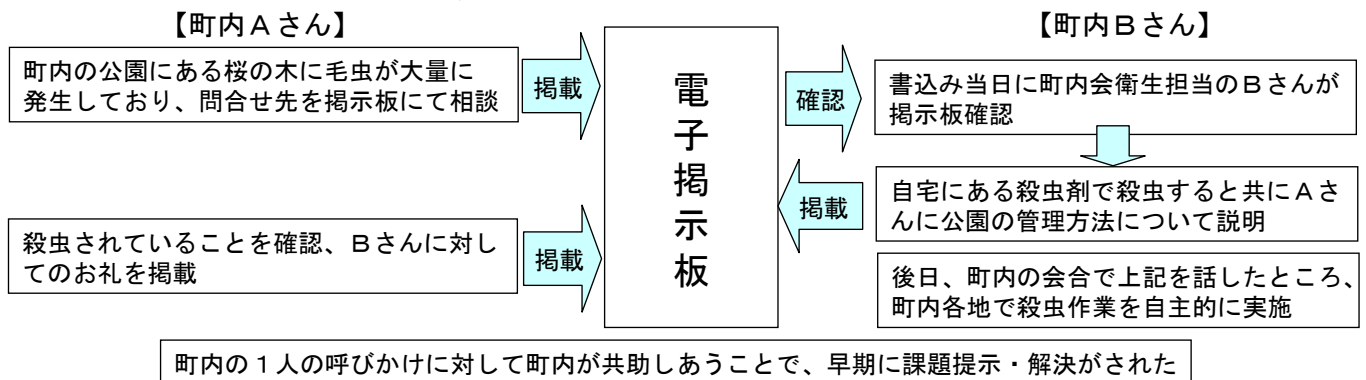 【町内Aさん】
町内の公園にある桜の木に毛虫が大量に
発生しており、問合せ先を掲示板にて相談
掲載
殺虫されていることを確認、Bさんに対し
てのお礼を掲載
掲載
電子掲示板
【町内Bさん】
確認
書込み当日に町内会衛生担当のBさんが
掲示板確認
掲載
自宅にある殺虫剤で殺虫すると共にAさ
んに公園の管理方法について説明
後日、町内の会合で上記を話したところ、
町内各地で殺虫作業を自主的に実施
町内の1人の呼びかけに対して町内が共助しあうことで、早期に課題提示・解決がされた